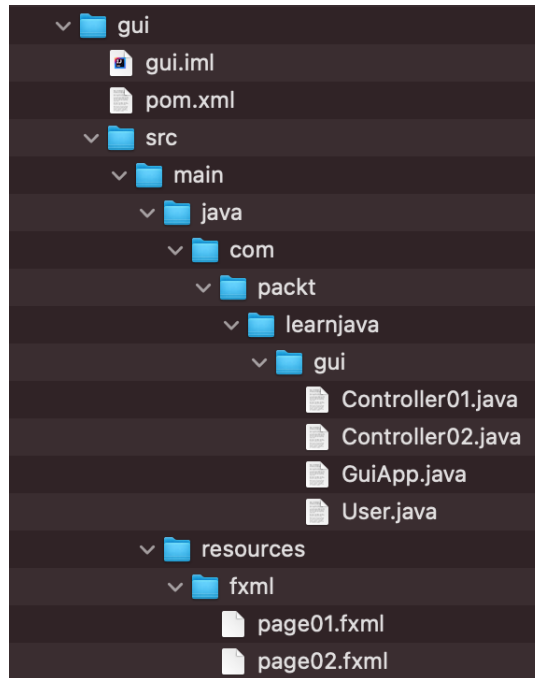 gui
gui.iml
pom.xml
src
main
java
com
packt
learnjava
gui
Controller01.java
Controller02.java
GuiApp.java
User.java
resources
fxml
page01.fxml
page02.fxml